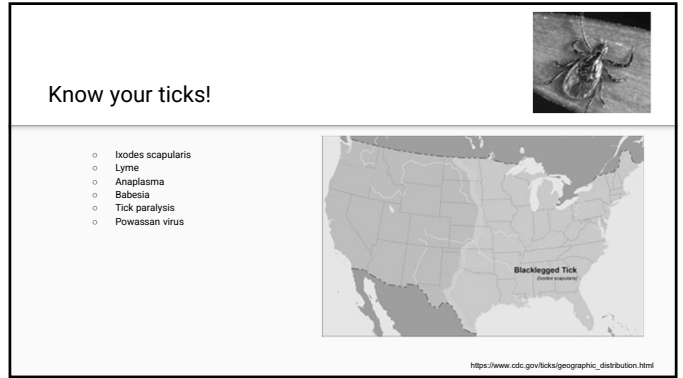 Know your ticks!
○ Ixodes scapularis
○ Lyme
○ Anaplasma
○ Babesia
○ Tick paralysis
○ Powassan virus
Blacklegged Tick
(Ixodes scapularis)
https://www.cdc.gov/ticks/geographic_distribution.html